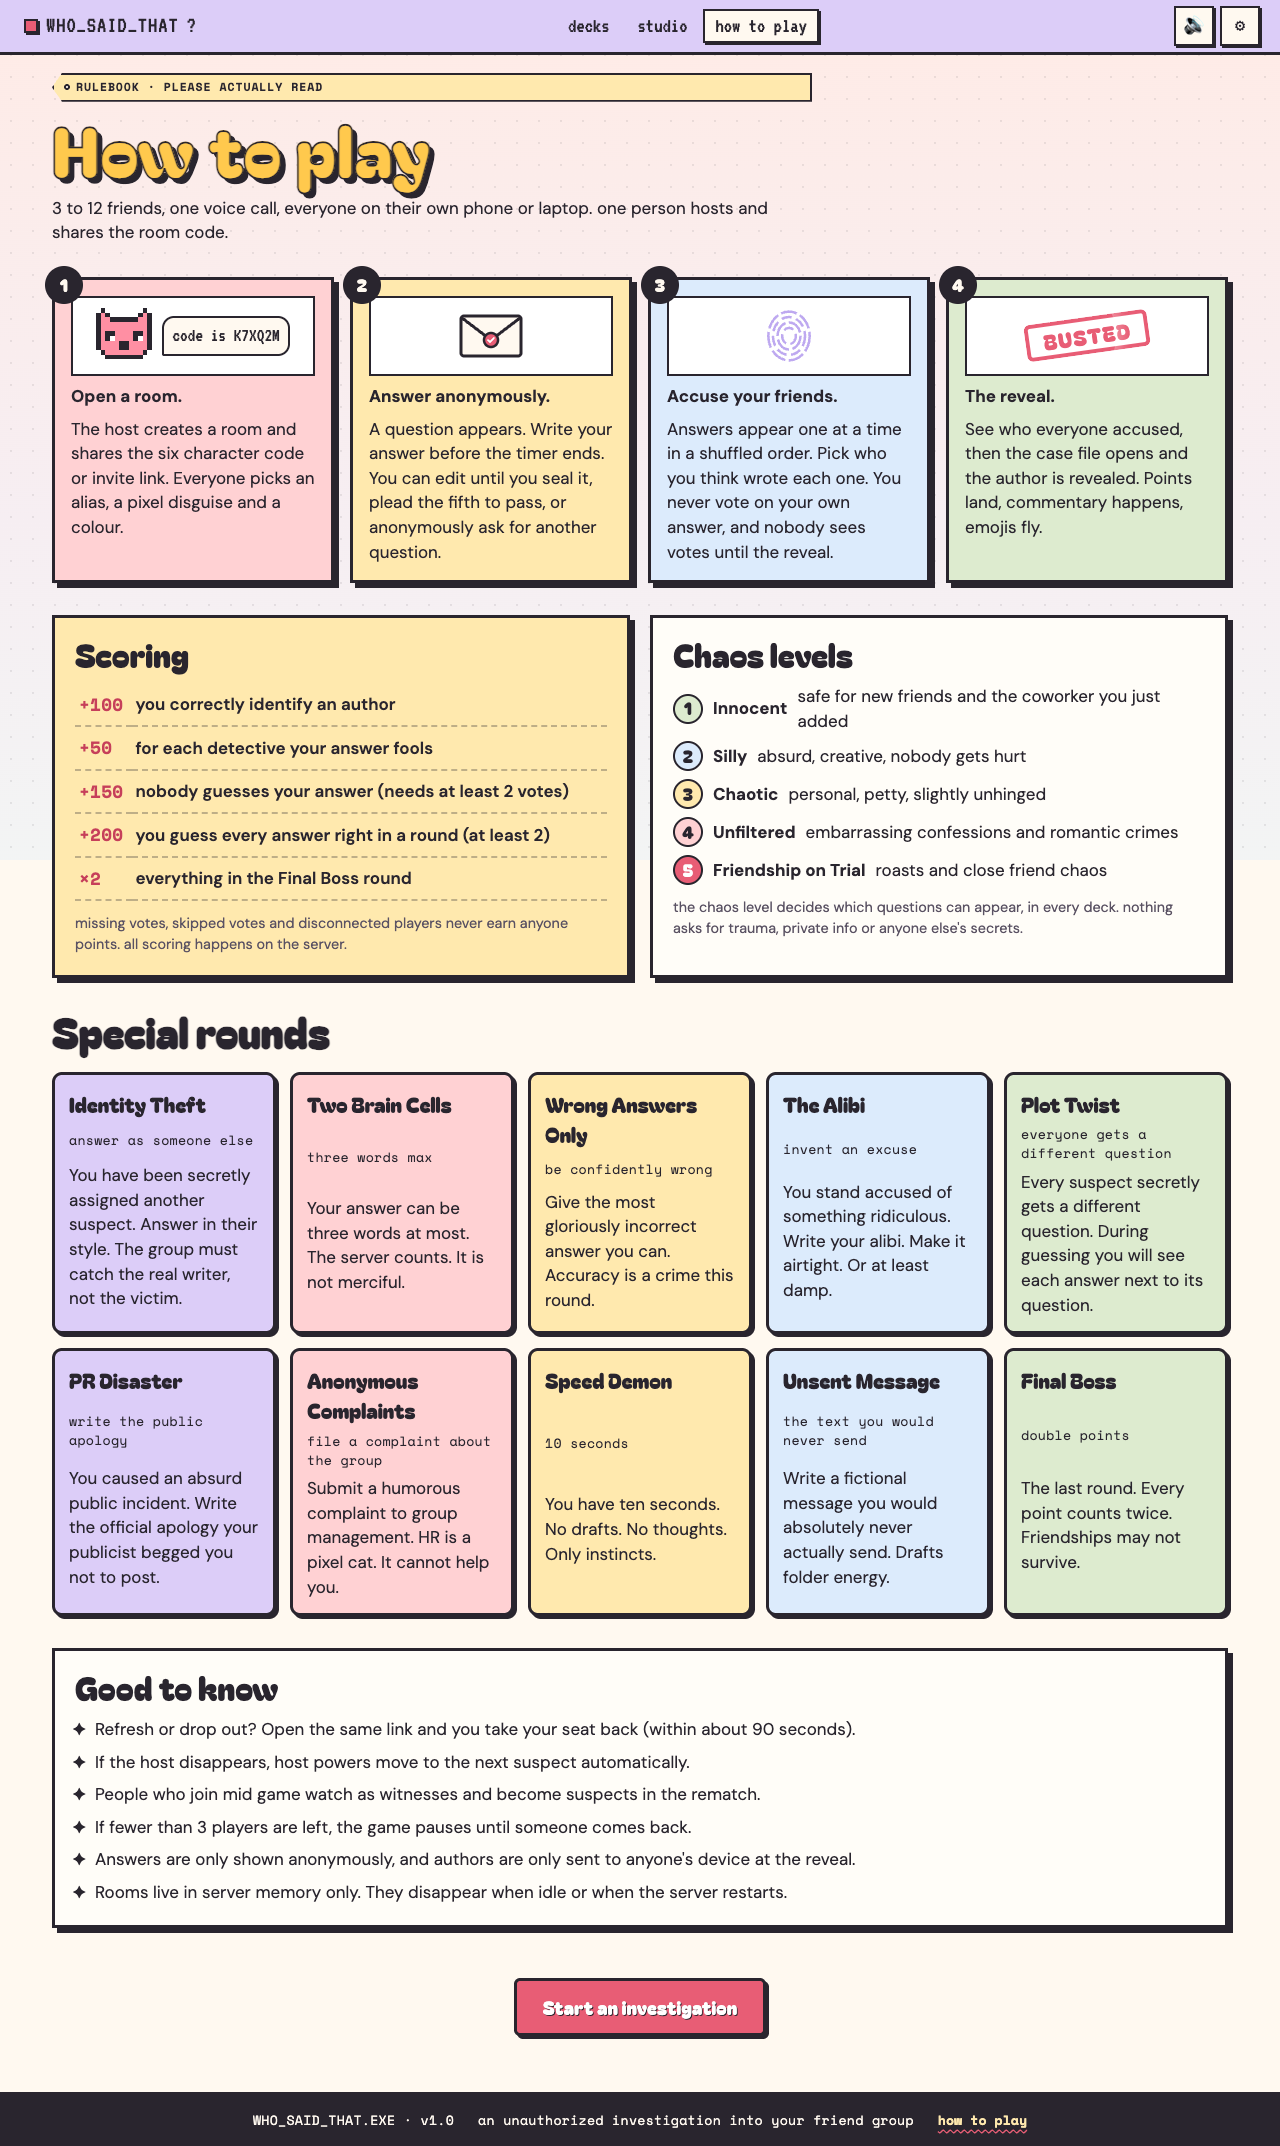 WHO_SAID_THAT ?
decks
studio
how to play
RULEBOOK · PLEASE ACTUALLY READ
How to play
3 to 12 friends, one voice call, everyone on their own phone or laptop. one person hosts and
shares the room code.
1
code is K7XQ2M
Open a room.
The host creates a room and
shares the six character code
or invite link. Everyone picks an
alias, a pixel disguise and a
colour.
2
Answer anonymously.
A question appears. Write your
answer before the timer ends.
You can edit until you seal it,
plead the fifth to pass, or
anonymously ask for another
question.
3
Accuse your friends.
Answers appear one at a time
in a shuffled order. Pick who
you think wrote each one. You
never vote on your own
answer, and nobody sees
votes until the reveal.
4
BUSTED
The reveal.
See who everyone accused,
then the case file opens and
the author is revealed. Points
land, commentary happens,
emojis fly.
Scoring
+100 you correctly identify an author
+50 for each detective your answer fools
+150 nobody guesses your answer (needs at least 2 votes)
+200 you guess every answer right in a round (at least 2)
×2 everything in the Final Boss round
missing votes, skipped votes and disconnected players never earn anyone
points. all scoring happens on the server.
Chaos levels
1 Innocent safe for new friends and the coworker you just
added
2 Silly absurd, creative, nobody gets hurt
3 Chaotic personal, petty, slightly unhinged
4 Unfiltered embarrassing confessions and romantic crimes
5 Friendship on Trial roasts and close friend chaos
the chaos level decides which questions can appear, in every deck. nothing
asks for trauma, private info or anyone else's secrets.
Special rounds
Identity Theft
answer as someone else
You have been secretly
assigned another
suspect. Answer in their
style. The group must
catch the real writer,
not the victim.
Two Brain Cells
three words max
Your answer can be
three words at most.
The server counts. It is
not merciful.
Wrong Answers
Only
be confidently wrong
Give the most
gloriously incorrect
answer you can.
Accuracy is a crime this
round.
The Alibi
invent an excuse
You stand accused of
something ridiculous.
Write your alibi. Make it
airtight. Or at least
damp.
Plot Twist
everyone gets a
different question
Every suspect secretly
gets a different
question. During
guessing you will see
each answer next to its
question.
PR Disaster
write the public
apology
You caused an absurd
public incident. Write
the official apology your
publicist begged you
not to post.
Anonymous
Complaints
file a complaint about
the group
Submit a humorous
complaint to group
management. HR is a
pixel cat. It cannot help
you.
Speed Demon
10 seconds
You have ten seconds.
No drafts. No thoughts.
Only instincts.
Unsent Message
the text you would
never send
Write a fictional
message you would
absolutely never
actually send. Drafts
folder energy.
Final Boss
double points
The last round. Every
point counts twice.
Friendships may not
survive.
Good to know
✦ Refresh or drop out? Open the same link and you take your seat back (within about 90 seconds).
✦ If the host disappears, host powers move to the next suspect automatically.
✦ People who join mid game watch as witnesses and become suspects in the rematch.
✦ If fewer than 3 players are left, the game pauses until someone comes back.
✦ Answers are only shown anonymously, and authors are only sent to anyone's device at the reveal.
✦ Rooms live in server memory only. They disappear when idle or when the server restarts.
Start an investigation
WHO_SAID_THAT.EXE · v1.0 an unauthorized investigation into your friend group how to play